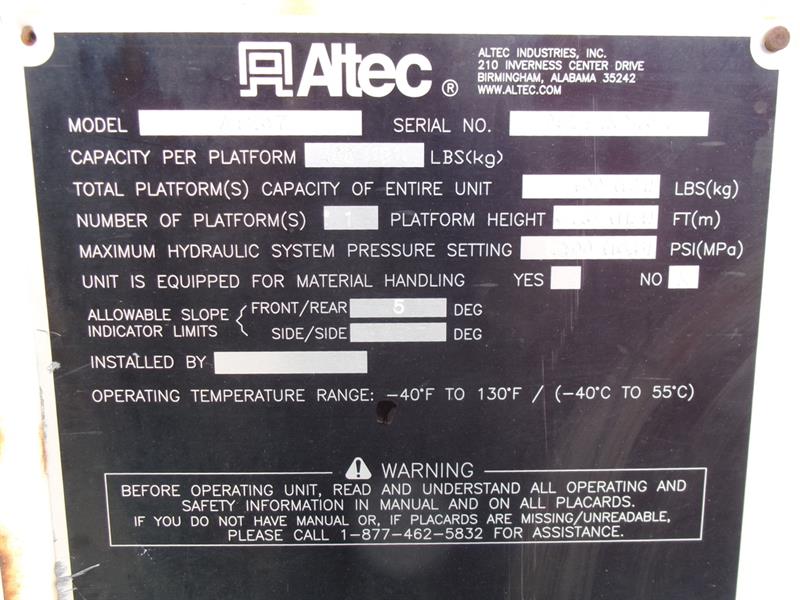 Altec ®
ALTEC INDUSTRIES, INC.
210 INVERNESS CENTER DRIVE
BIRMINGHAM, ALABAMA 35242
WWW.ALTEC.COM
MODEL SERIAL NO.
CAPACITY PER PLATFORM LBS(kg)
TOTAL PLATFORM(S) CAPACITY OF ENTIRE UNIT LBS(kg)
NUMBER OF PLATFORM(S) 1 PLATFORM HEIGHT FT(m)
MAXIMUM HYDRAULIC SYSTEM PRESSURE SETTING PSI(MPa)
UNIT IS EQUIPPED FOR MATERIAL HANDLING YES NO
ALLOWABLE SLOPE
INDICATOR LIMITS
FRONT/REAR 5 DEG
SIDE/SIDE DEG
INSTALLED BY
OPERATING TEMPERATURE RANGE: -40°F TO 130°F / (-40°C TO 55°C)
WARNING
BEFORE OPERATING UNIT, READ AND UNDERSTAND ALL OPERATING AND
SAFETY INFORMATION IN MANUAL AND ON ALL PLACARDS.
IF YOU DO NOT HAVE MANUAL OR, IF PLACARDS ARE MISSING/UNREADABLE,
PLEASE CALL 1-877-462-5832 FOR ASSISTANCE.